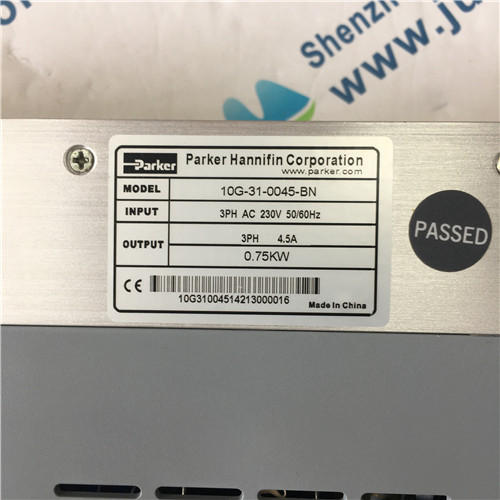 Shenzhen
www.ju
Parker
Parker Hannifin Corporation
www.parker.com
MODEL 10G-31-0045-BN
INPUT 3PH AC 230V 50/60Hz
OUTPUT 3PH 4.5A
0.75KW
CE
10G31004514213000016
Made In China
PASSED